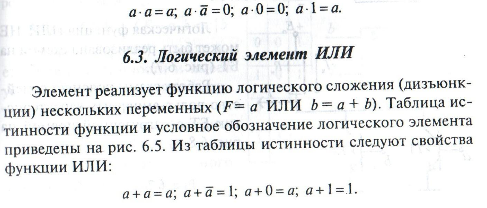 a · a = a; a · a̅ = 0; a · 0 = 0; a · 1 = a.
6.3. Логический элемент ИЛИ
Элемент реализует функцию логического сложения (дизъюнк-
ции) нескольких переменных (F = a ИЛИ b = a + b). Таблица ис-
тинности функции и условное обозначение логического элемента
приведены на рис. 6.5. Из таблицы истинности следуют свойства
функции ИЛИ:
a + a = a; a + a̅ = 1; a + 0 = a; a + 1 = 1.